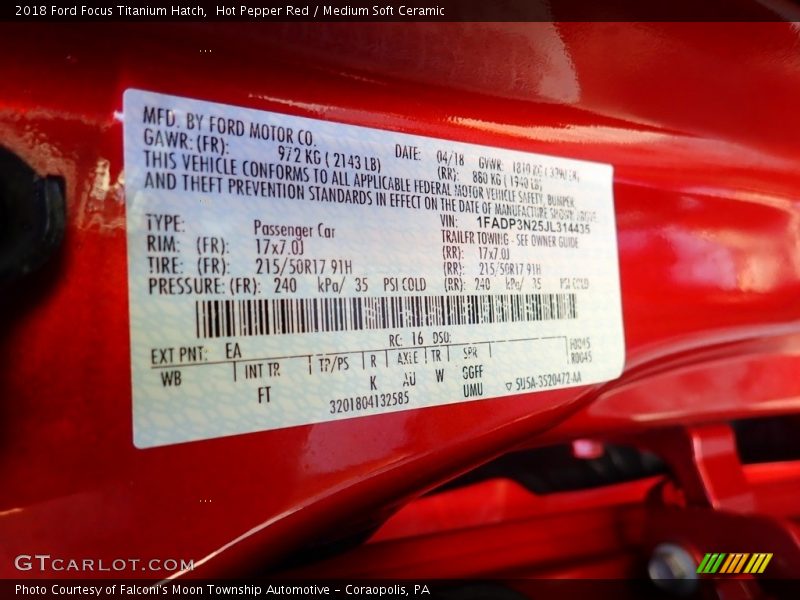 2018 Ford Focus Titanium Hatch,  Hot Pepper Red / Medium Soft Ceramic
MFD. BY FORD MOTOR CO.
DATE: 04/18 GVWR:
GAWR: (FR): 972 KG ( 2143 LB) (RR): 880 KG ( 1940 LB)
THIS VEHICLE CONFORMS TO ALL APPLICABLE FEDERAL MOTOR VEHICLE SAFETY, BUMPER,
AND THEFT PREVENTION STANDARDS IN EFFECT ON THE DATE OF MANUFACTURE SHOWN ABOVE
VIN: 1FADP3N25JL314435
TYPE: Passenger Car TRAILER TOWING - SEE OWNER GUIDE
RIM: (FR): 17x7.0J (RR): 17x7.0J
TIRE: (FR): 215/50R17 91H (RR): 215/50R17 91H
PRESSURE: (FR): 240 kPa/ 35 PSI COLD (RR): 240 kPa/ 35 PSI COLD
EXT PNT: EA RC: 16 DSO:
WB INT TR TP/PS R AXLE TR SPR
FT K AU W GGFF
UMU
3201804132585
5U5A-3520472-AA
GTCARLOT.COM
Photo Courtesy of Falconi's Moon Township Automotive – Coraopolis, PA